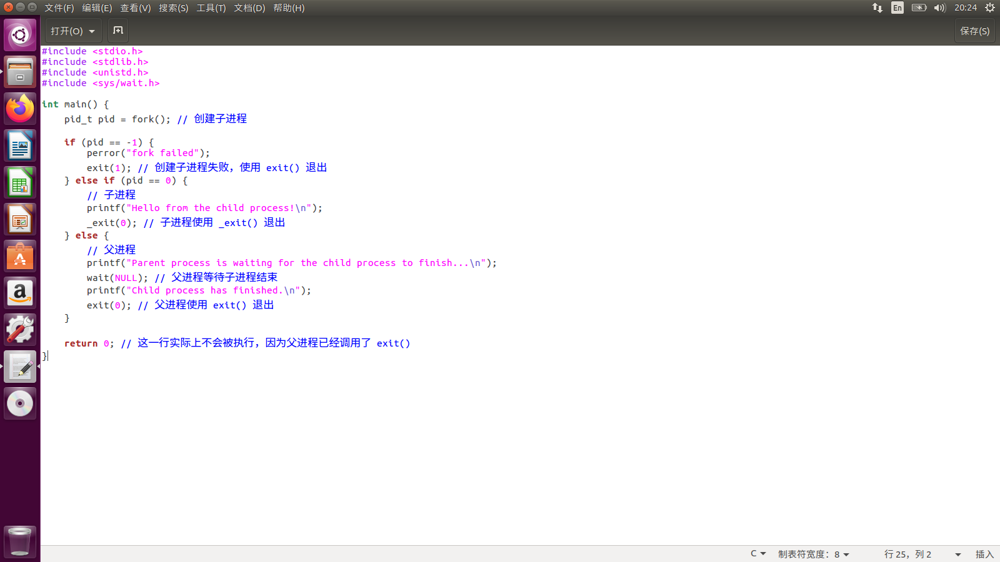 文件(F) 编辑(E) 查看(V) 搜索(S) 工具(T) 文档(D) 帮助(H) En 20:24
打开(O) 保存(S)
#include <stdio.h>
#include <stdlib.h>
#include <unistd.h>
#include <sys/wait.h>
int main() {
    pid_t pid = fork(); // 创建子进程
    if (pid == -1) {
        perror("fork failed");
        exit(1); // 创建子进程失败，使用 exit() 退出
    } else if (pid == 0) {
        // 子进程
        printf("Hello from the child process!\n");
        _exit(0); // 子进程使用 _exit() 退出
    } else {
        // 父进程
        printf("Parent process is waiting for the child process to finish...\n");
        wait(NULL); // 父进程等待子进程结束
        printf("Child process has finished.\n");
        exit(0); // 父进程使用 exit() 退出
    }
    return 0; // 这一行实际上不会被执行，因为父进程已经调用了 exit()
}
C 制表符宽度：8 行 25，列 2 插入